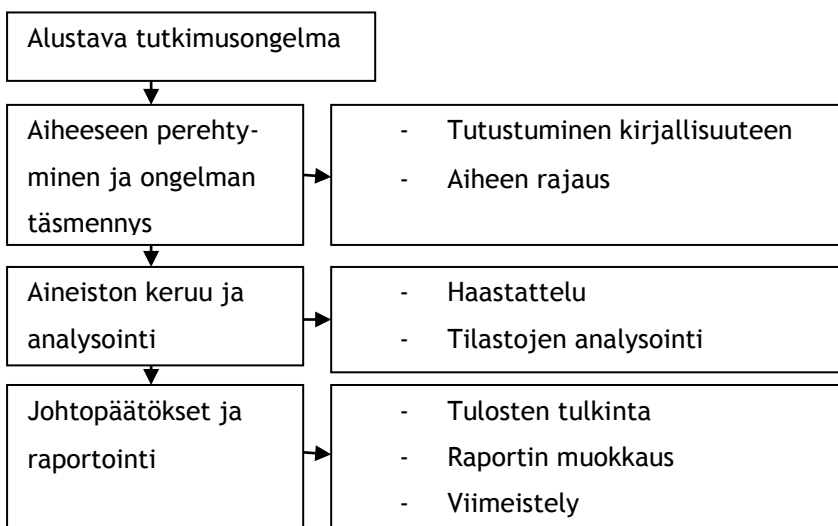 Alustava tutkimusongelma
Aiheeseen perehty-
minen ja ongelman
täsmennys
- Tutustuminen kirjallisuuteen
- Aiheen rajaus
Aineiston keruu ja
analysointi
- Haastattelu
- Tilastojen analysointi
Johtopäätökset ja
raportointi
- Tulosten tulkinta
- Raportin muokkaus
- Viimeistely